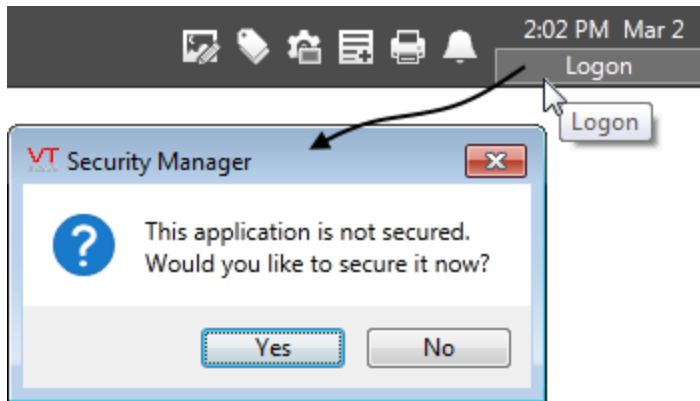 2:02 PM Mar 2
Logon
Logon
VT Security Manager
This application is not secured.
Would you like to secure it now?
Yes
No